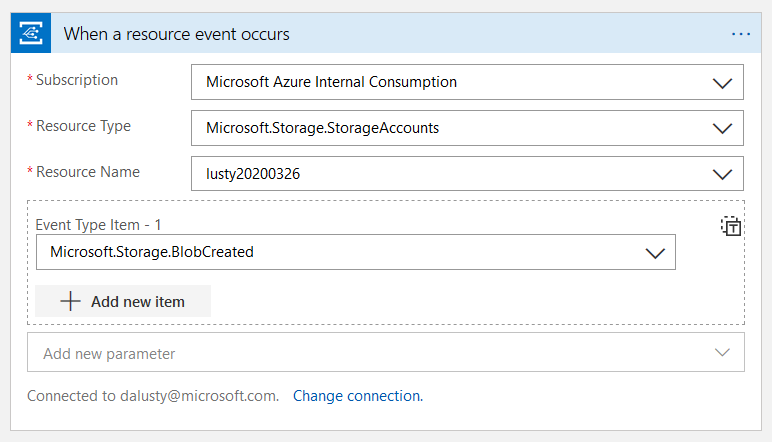 When a resource event occurs
* Subscription
Microsoft Azure Internal Consumption
* Resource Type
Microsoft.Storage.StorageAccounts
* Resource Name
lusty20200326
Event Type Item - 1
Microsoft.Storage.BlobCreated
Add new item
Add new parameter
Connected to dalusty@microsoft.com. Change connection.